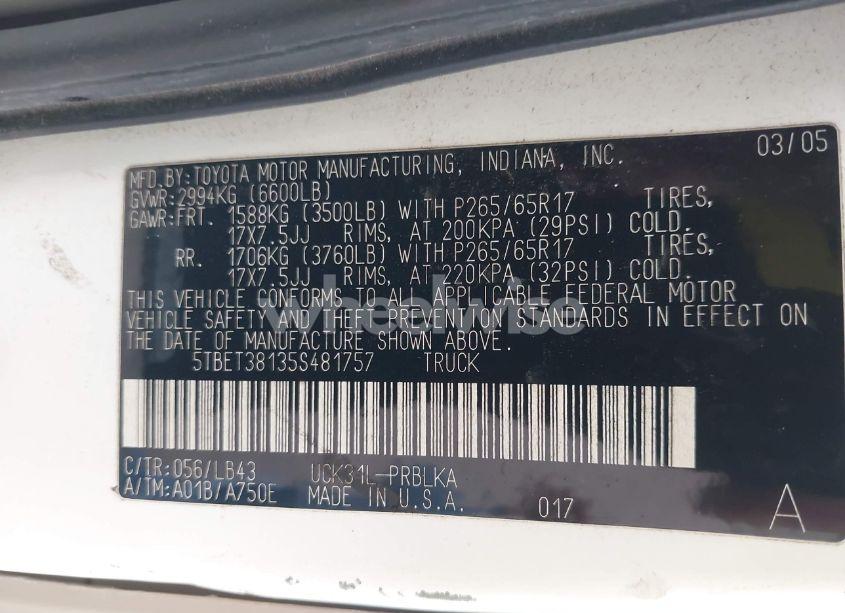 03/05
MFD.BY:TOYOTA MOTOR MANUFACTURING, INDIANA, INC.
GVWR:2994KG (6600LB)
GAWR:FRT. 1588KG (3500LB) WITH P265/65R17 TIRES,
17X7.5JJ RIMS, AT 200KPA (29PSI) COLD.
RR. 1706KG (3760LB) WITH P265/65R17 TIRES,
17X7.5JJ RIMS, AT 220KPA (32PSI) COLD.
THIS VEHICLE CONFORMS TO ALL APPLICABLE FEDERAL MOTOR
VEHICLE SAFETY AND THEFT PREVENTION STANDARDS IN EFFECT ON
THE DATE OF MANUFACTURE SHOWN ABOVE.
wheelwise
5TBET38135S481757 TRUCK
C/TR:056/LB43 UCK31L-PRBLKA
A/TM:A01B/A750E MADE IN U.S.A. 017 A